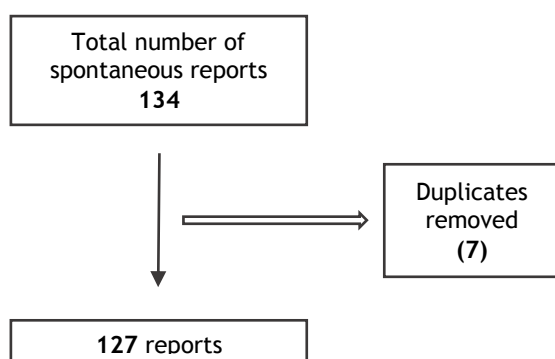 Total number of
spontaneous reports
134
Duplicates
removed
(7)
127 reports